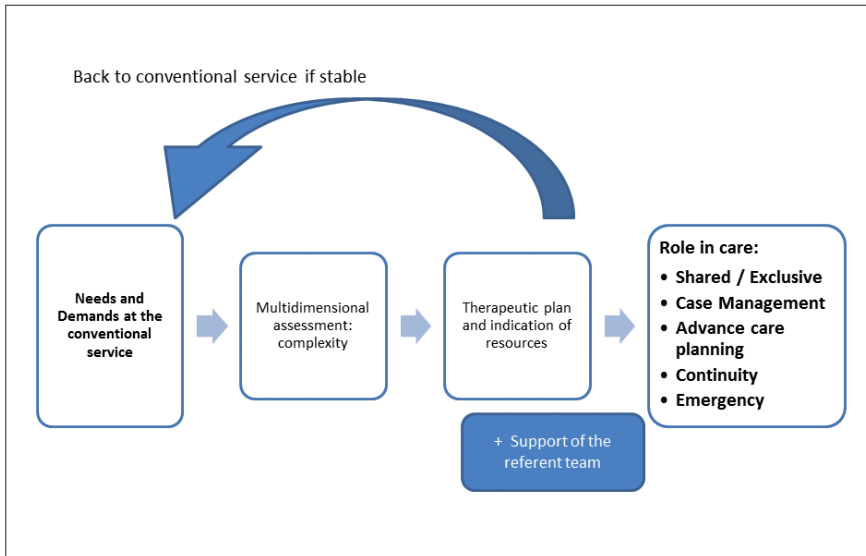 Back to conventional service if stable
Needs and
Demands at the
conventional
service
Multidimensional
assessment:
complexity
Therapeutic plan
and indication of
resources
Role in care:
• Shared / Exclusive
• Case Management
• Advance care
planning
• Continuity
• Emergency
+ Support of the
referent team